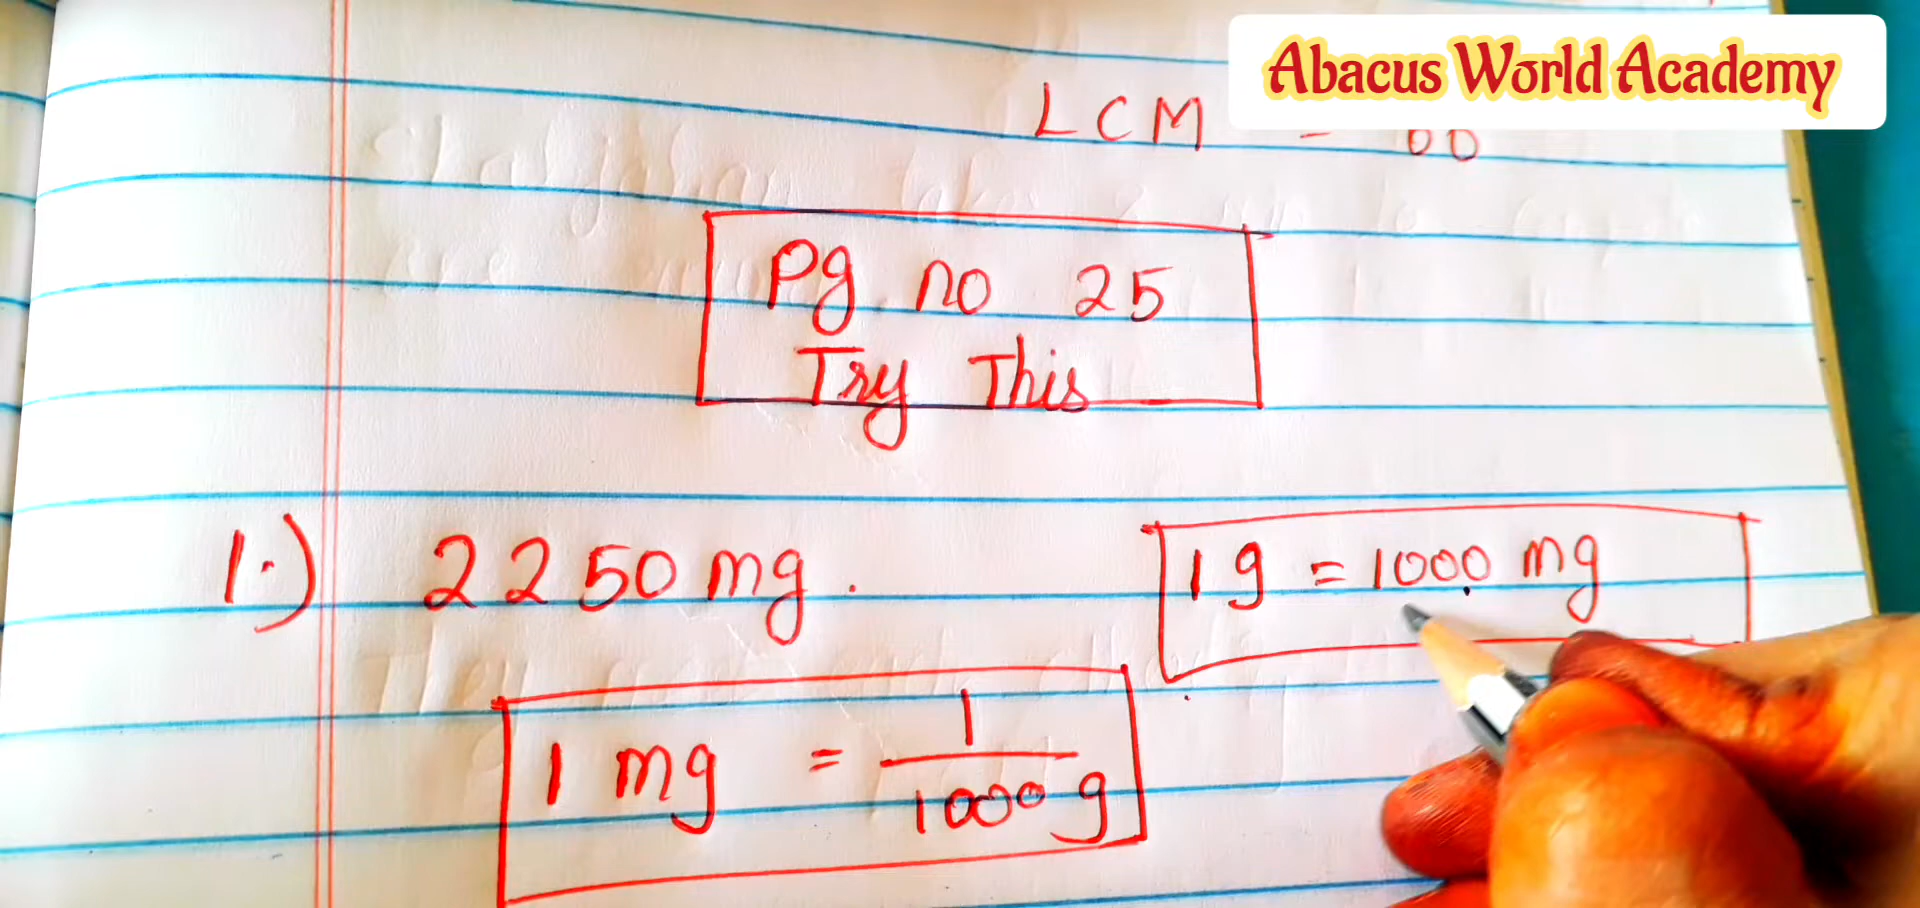 Abacus World Academy
LCM = 60
Pg no 25
Try This
1.) 2250 mg.
1 g = 1000 mg
1 mg = 1/1000 g